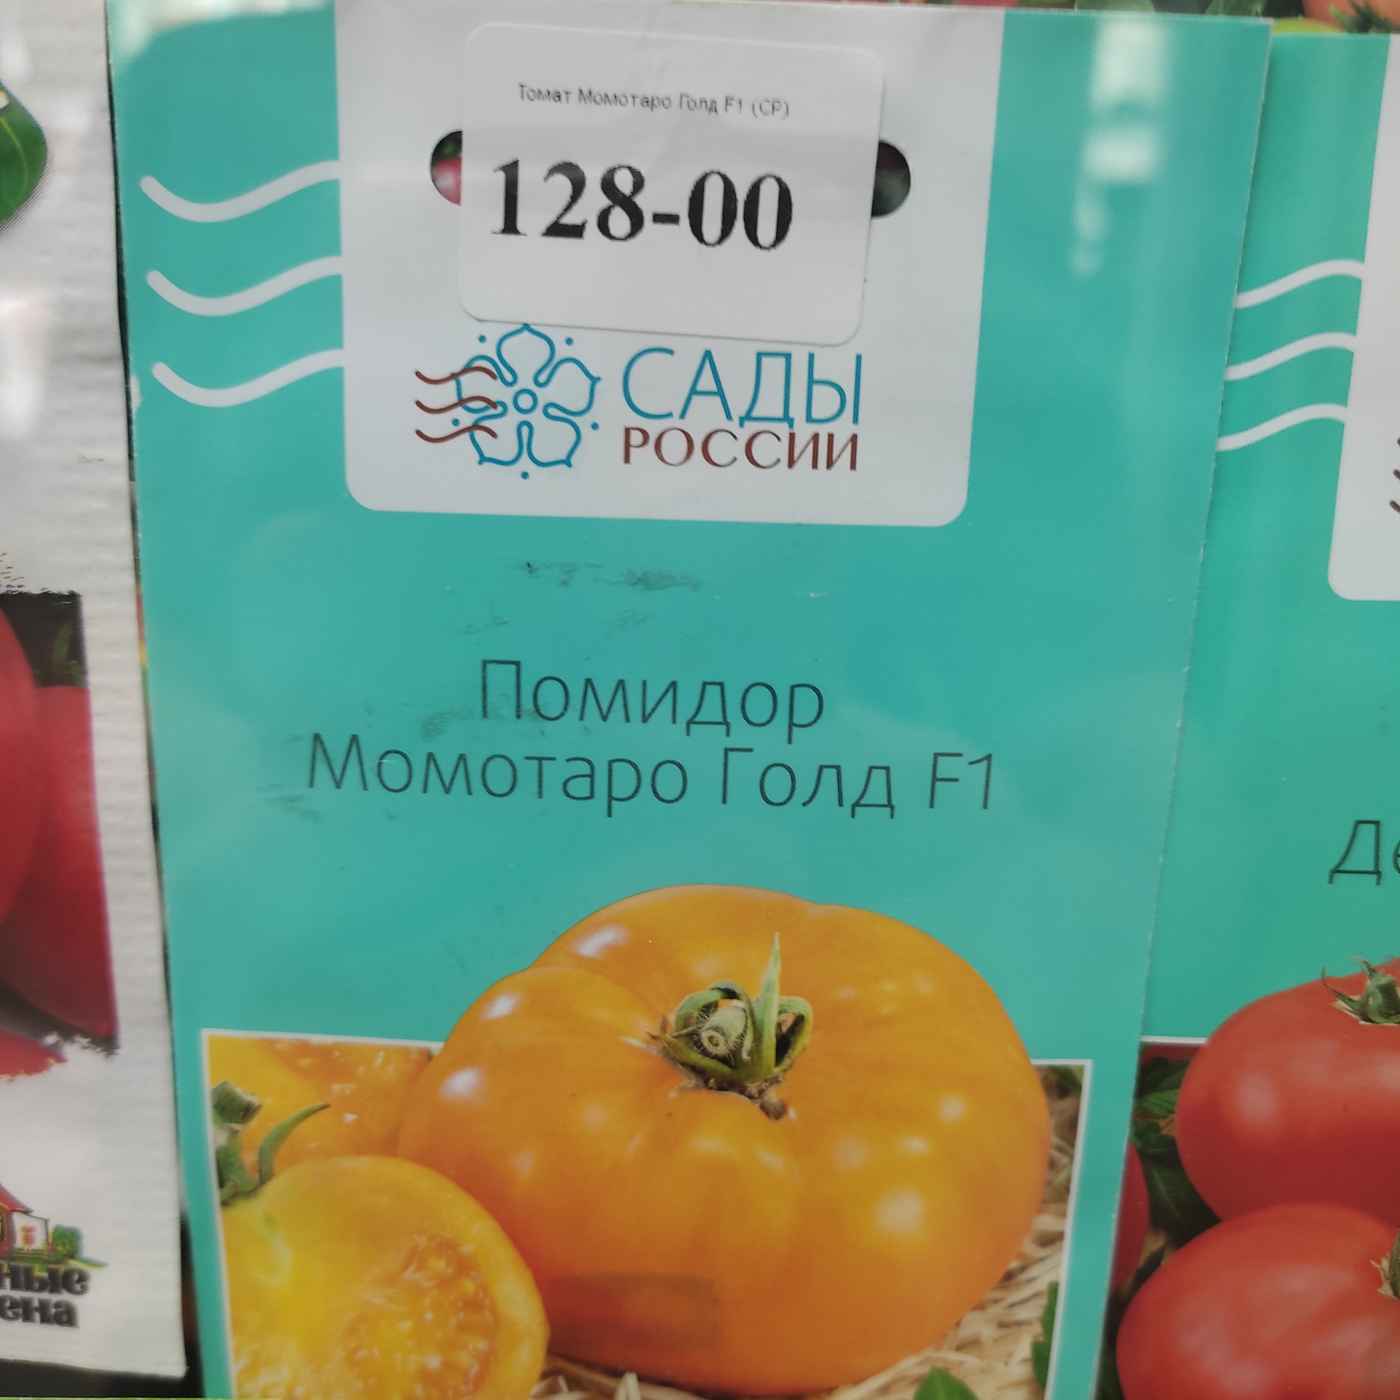 Томат Момотаро Голд F1 (СР)
128-00
САДЫ
РОССИИ
Помидор
Момотаро Голд F1